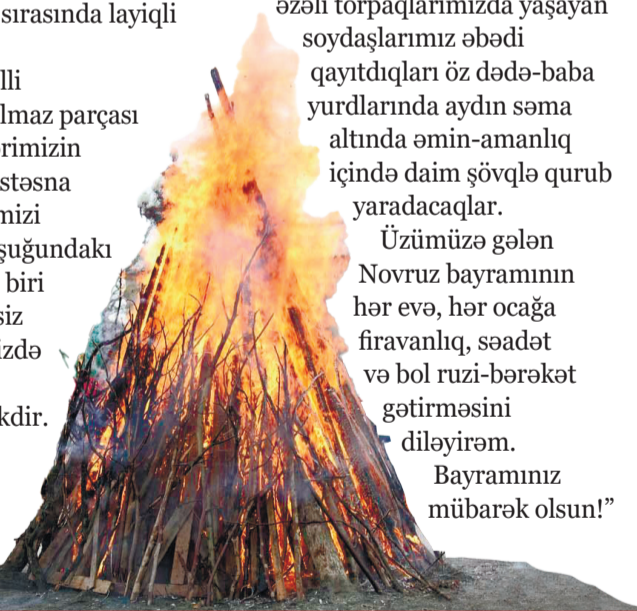 sırasında layiqli
lli
lmaz parçası
rimizin
stəsna
mizi
şuğundakı
biri
siz
izdə
kdir.
əzəli torpaqlarımızda yaşayan
soydaşlarımız əbədi
qayıtdıqları öz dədə-baba
yurdlarında aydın səma
altında əmin-amanlıq
içində daim şövqlə qurub
yaradacaqlar.
Üzümüzə gələn
Novruz bayramının
hər evə, hər ocağa
firavanlıq, səadət
və bol ruzi-bərəkət
gətirməsini
diləyirəm.
Bayramınız
mübarək olsun!”